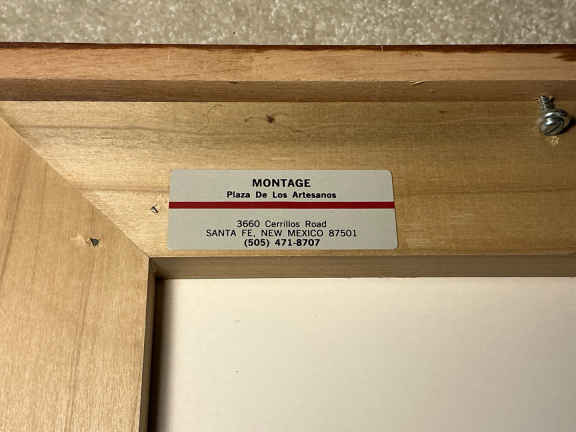 MONTAGE
Plaza De Los Artesanos
3660 Cerrillos Road
SANTA FE, NEW MEXICO 87501
(505) 471-8707